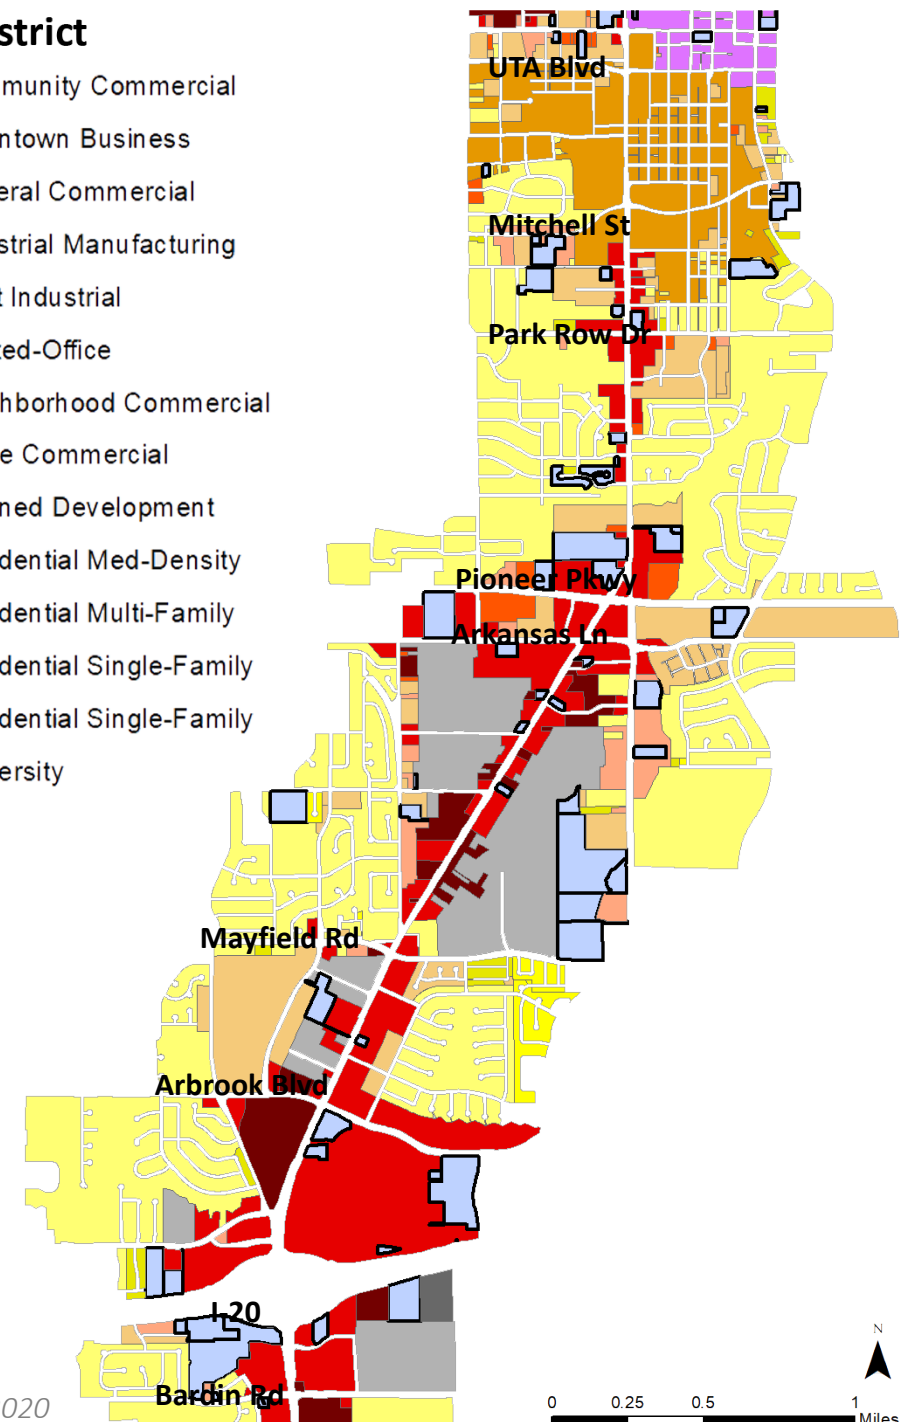 strict
munity Commercial
ntown Business
eral Commercial
strial Manufacturing
t Industrial
ted-Office
hborhood Commercial
e Commercial
ned Development
dential Med-Density
dential Multi-Family
dential Single-Family
dential Single-Family
ersity
UTA Blvd
Mitchell St
Park Row Dr
Pioneer Pkwy
Arkansas Ln
Mayfield Rd
Arbrook Blvd
I-20
Bardin Rd
020
N
0 0.25 0.5 1
Miles